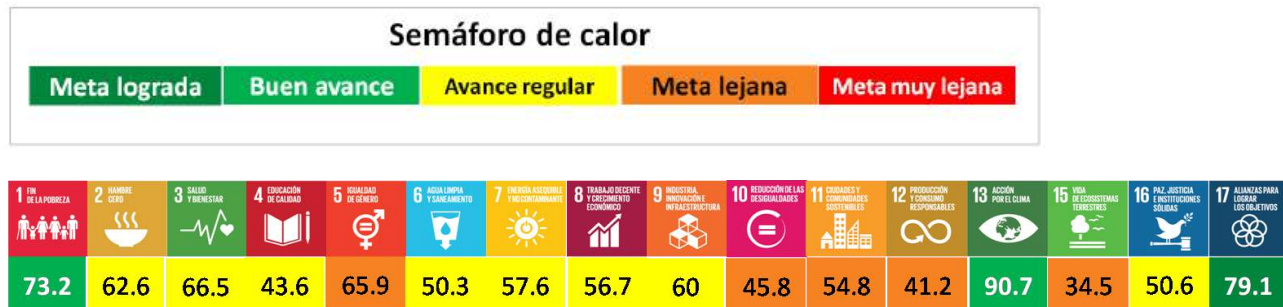 Semáforo de calor
Meta lograda Buen avance Avance regular Meta lejana Meta muy lejana
1 FIN DE LA POBREZA
2 HAMBRE CERO
3 SALUD Y BIENESTAR
4 EDUCACIÓN DE CALIDAD
5 IGUALDAD DE GÉNERO
6 AGUA LIMPIA Y SANEAMIENTO
7 ENERGÍA ASEQUIBLE Y NO CONTAMINANTE
8 TRABAJO DECENTE Y CRECIMIENTO ECONÓMICO
9 INDUSTRIA, INNOVACIÓN E INFRAESTRUCTURA
10 REDUCCIÓN DE LAS DESIGUALDADES
11 CIUDADES Y COMUNIDADES SOSTENIBLES
12 PRODUCCIÓN Y CONSUMO RESPONSABLES
13 ACCIÓN POR EL CLIMA
15 VIDA DE ECOSISTEMAS TERRESTRES
16 PAZ, JUSTICIA E INSTITUCIONES SÓLIDAS
17 ALIANZAS PARA LOGRAR LOS OBJETIVOS
73.2 62.6 66.5 43.6 65.9 50.3 57.6 56.7 60 45.8 54.8 41.2 90.7 34.5 50.6 79.1